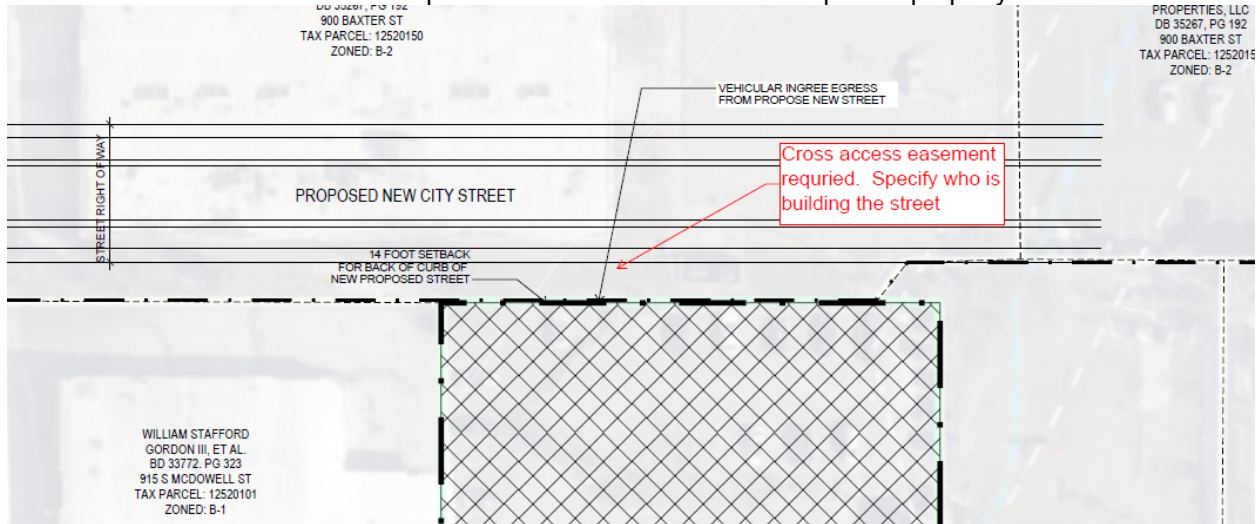 DB 35267, PG 192
900 BAXTER ST
TAX PARCEL: 12520150
ZONED: B-2
PROPERTIES, LLC
DB 35267, PG 192
900 BAXTER ST
TAX PARCEL: 1252015
ZONED: B-2
VEHICULAR INGREE EGRESS
FROM PROPOSE NEW STREET
STREET RIGHT OF WAY
PROPOSED NEW CITY STREET
Cross access easement
requried. Specify who is
building the street
14 FOOT SETBACK
FOR BACK OF CURB OF
NEW PROPOSED STREET
WILLIAM STAFFORD
GORDON III, ET AL.
BD 33772. PG 323
915 S MCDOWELL ST
TAX PARCEL: 12520101
ZONED: B-1